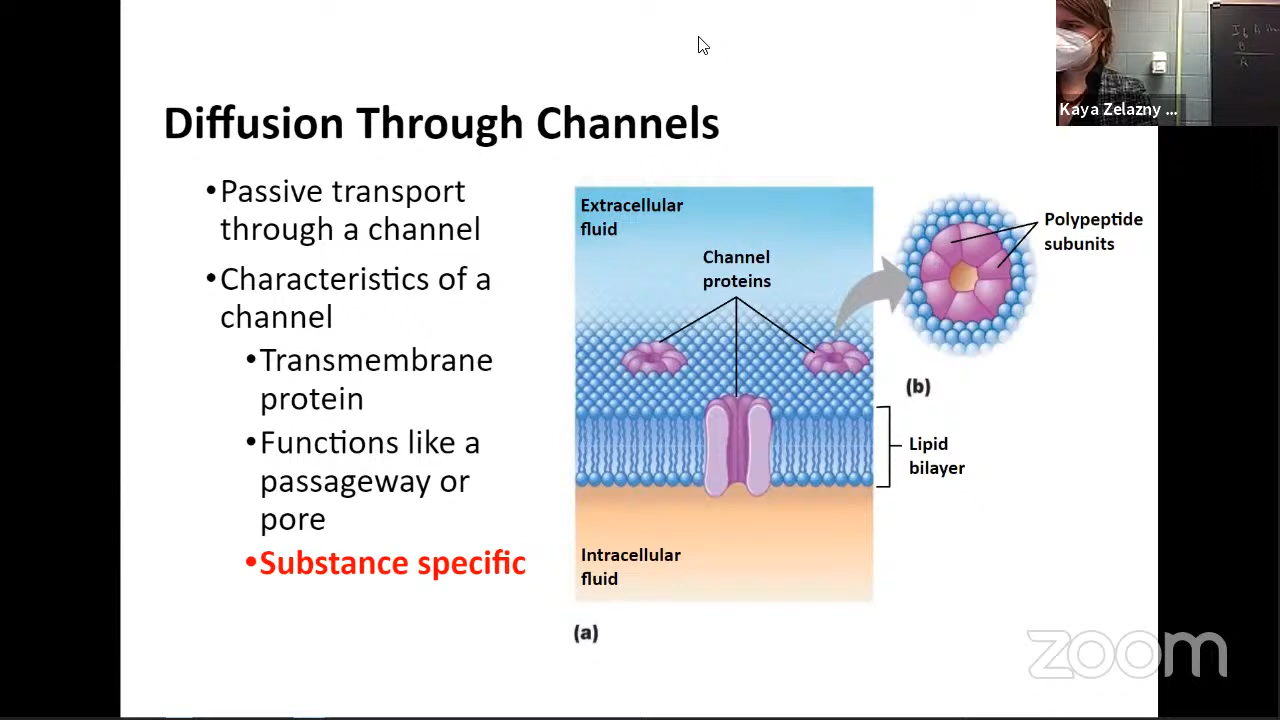 Kaya Zelazny ...
Diffusion Through Channels
•Passive transport
through a channel
•Characteristics of a
channel
•Transmembrane
protein
•Functions like a
passageway or
pore
•Substance specific
Extracellular
fluid
Channel
proteins
Intracellular
fluid
(a)
Polypeptide
subunits
(b)
Lipid
bilayer
zoom